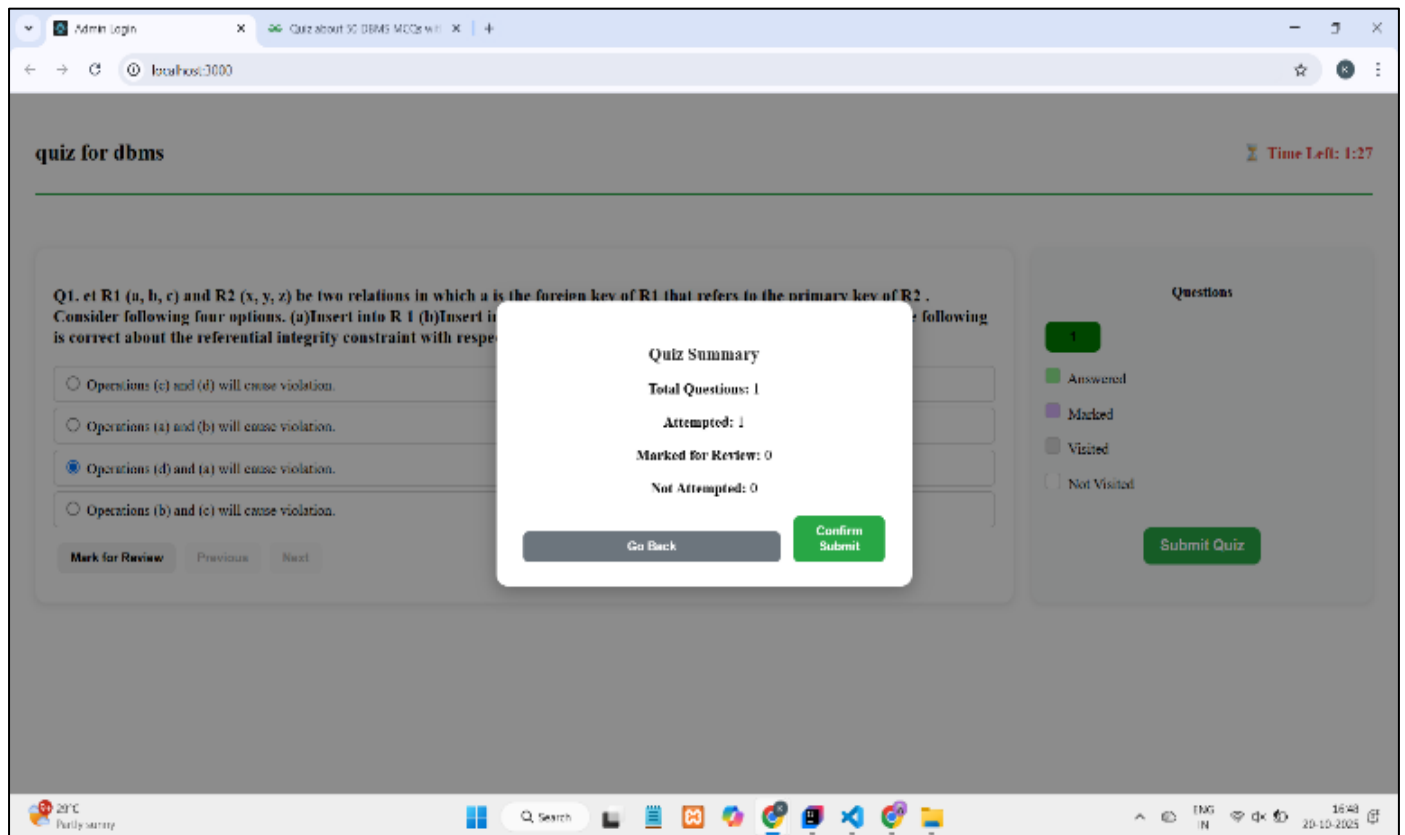 Admin Login
Quiz about 50 DBMS MCQs wit
localhost:3000
K
quiz for dbms
Time Left: 1:27
Q1. et R1 (a, b, c) and R2 (x, y, z) be two relations in which a is the foreign key of R1 that refers to the primary key of R2 .
Consider following four options. (a)Insert into R 1 (b)Insert i
following
is correct about the referential integrity constraint with respe
Operations (c) and (d) will cause violation.
Operations (a) and (b) will cause violation.
Operations (d) and (a) will cause violation.
Operations (b) and (c) will cause violation.
Mark for Review
Previous
Next
Quiz Summary
Total Questions: 1
Attempted: 1
Marked for Review: 0
Not Attempted: 0
Go Back
Confirm
Submit
Questions
1
Answered
Marked
Visited
Not Visited
Submit Quiz
29°C
Partly sunny
Search
ENG
IN
16:48
20-10-2025